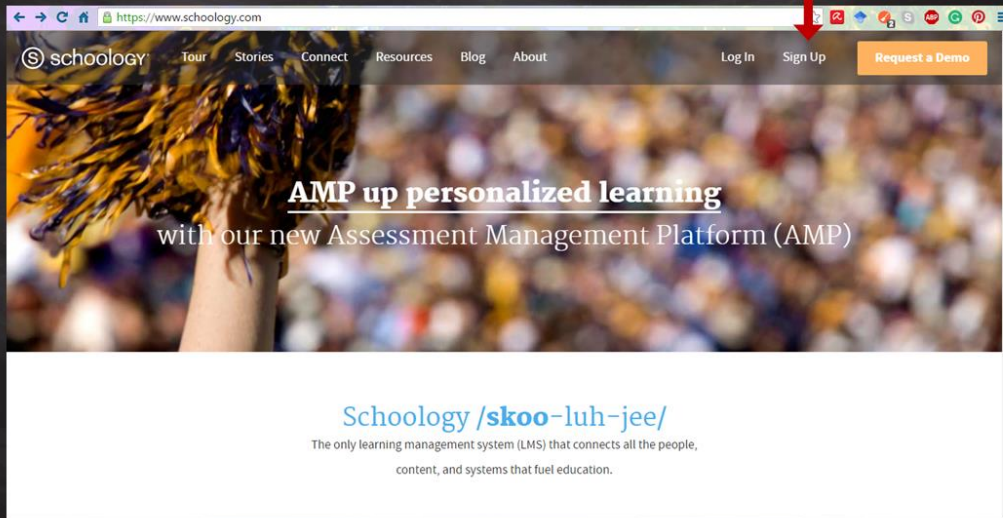 https://www.schoology.com
S schoology Tour Stories Connect Resources Blog About Log In Sign Up Request a Demo
AMP up personalized learning
with our new Assessment Management Platform (AMP)
Schoology /skoo-luh-jee/
The only learning management system (LMS) that connects all the people,
content, and systems that fuel education.